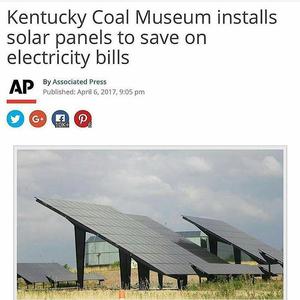 Kentucky Coal Museum installs
solar panels to save on
electricity bills
AP
By Associated Press
Published: April 6, 2017, 9:05 pm
G+
10K+